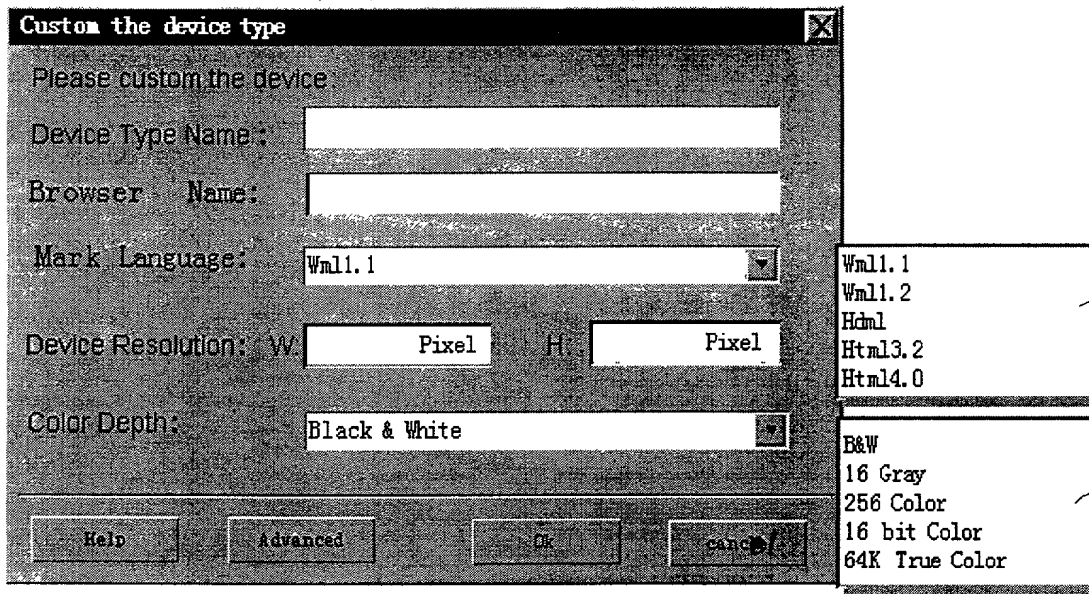 Custom the device type
Please custom the device
Device Type Name:
Browser Name:
Mark Language: Wml1.1
Device Resolution: W: Pixel H: Pixel
Color Depth: Black & White
Help Advanced Ok cancel
Wml1.1
Wml1.2
Hdml
Html3.2
Html4.0
B&W
16 Gray
256 Color
16 bit Color
64K True Color